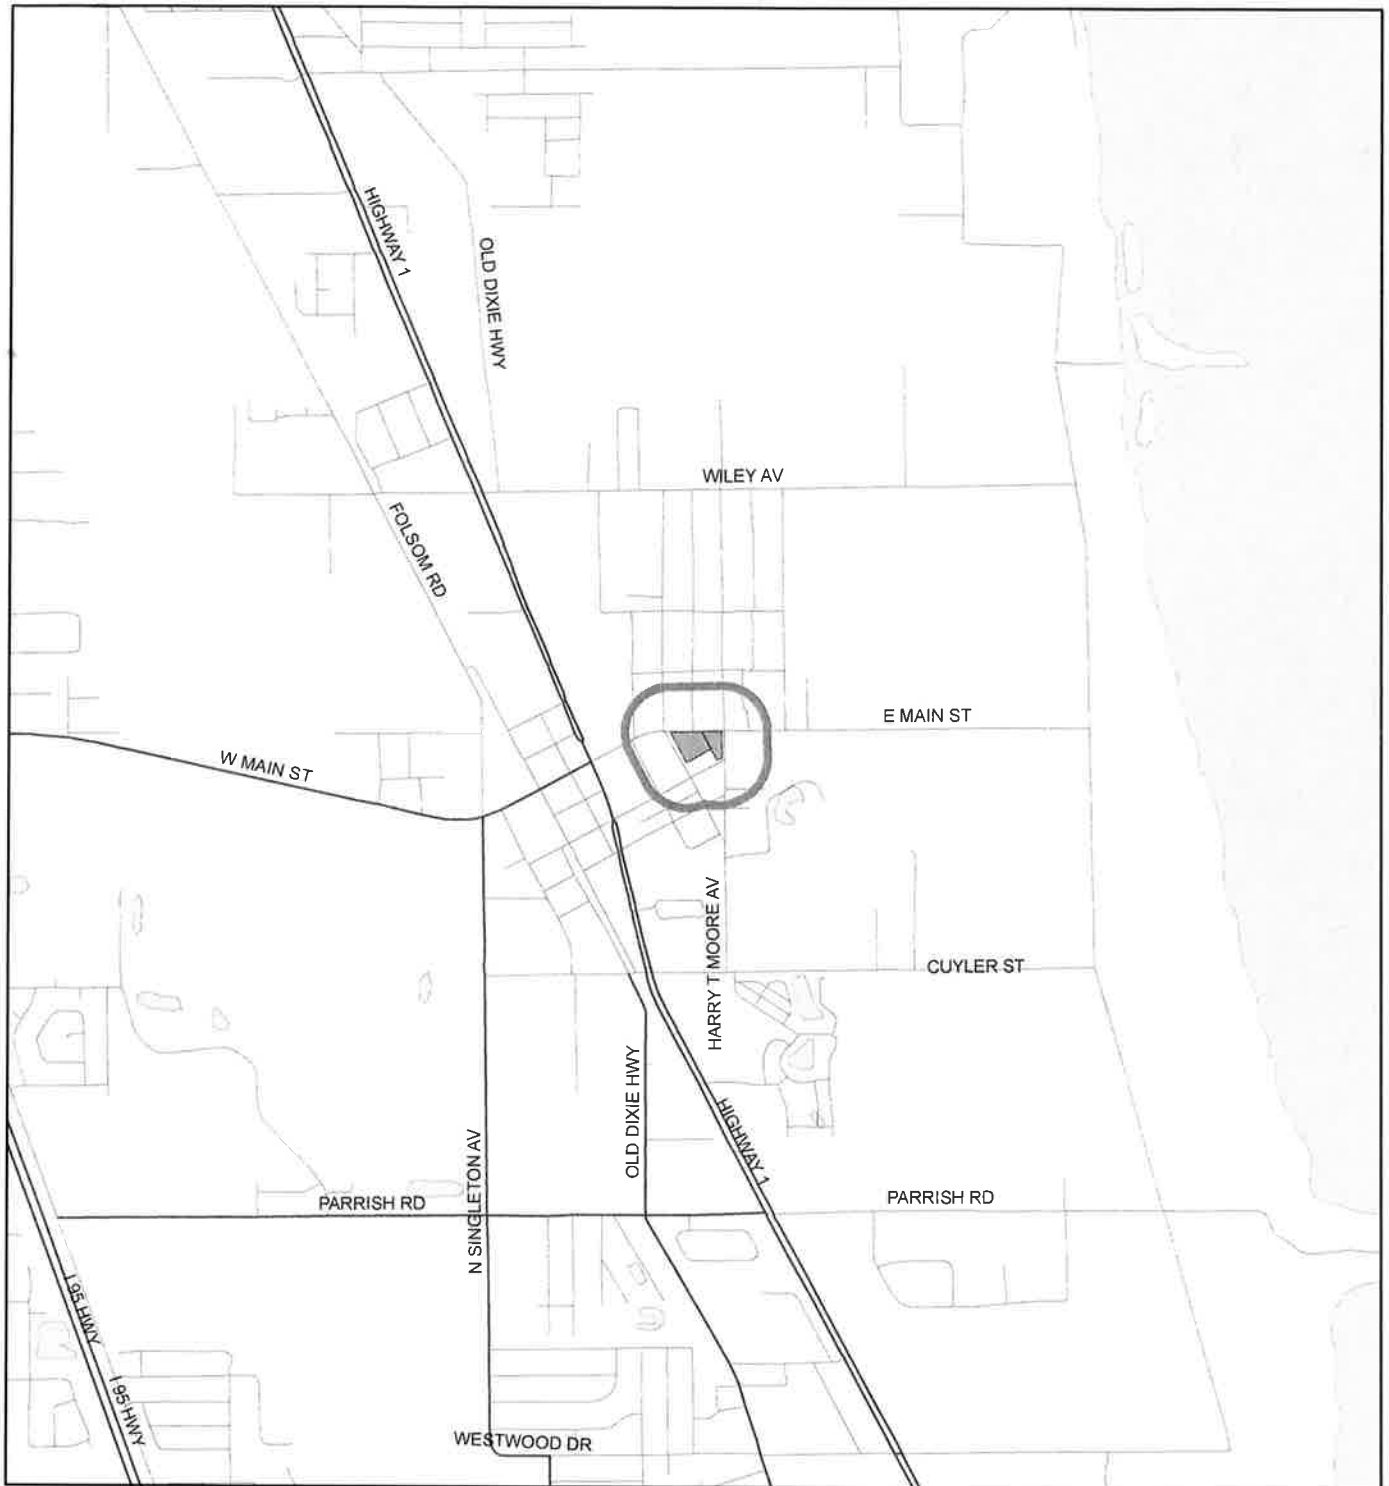 HIGHWAY 1
OLD DIXIE HWY
WILEY AV
FOLSOM RD
E MAIN ST
W MAIN ST
HARRY T MOORE AV
CUYLER ST
OLD DIXIE HWY
HIGHWAY 1
N SINGLETON AV
PARRISH RD
PARRISH RD
I 95 HWY
I 95 HWY
WESTWOOD DR